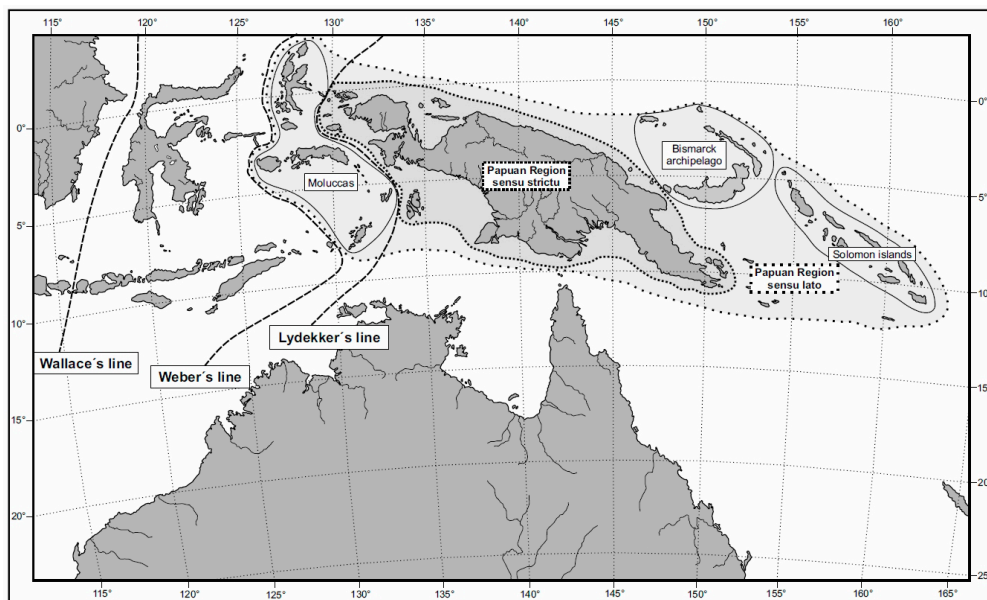 115° 120° 125° 130° 135° 140° 145° 150° 155° 160°
0° 0°
5° -5°
10° -10°
15° -15°
20° -20
-25°
115° 120° 125° 130° 135° 140° 145° 150° 155° 160°
Bismarck
archipelago
Moluccas
Papuan Region
sensu strictu
Solomon islands
Papuan Region
sensu lato
Lydekker´s line
Wallace´s line
Weber´s line